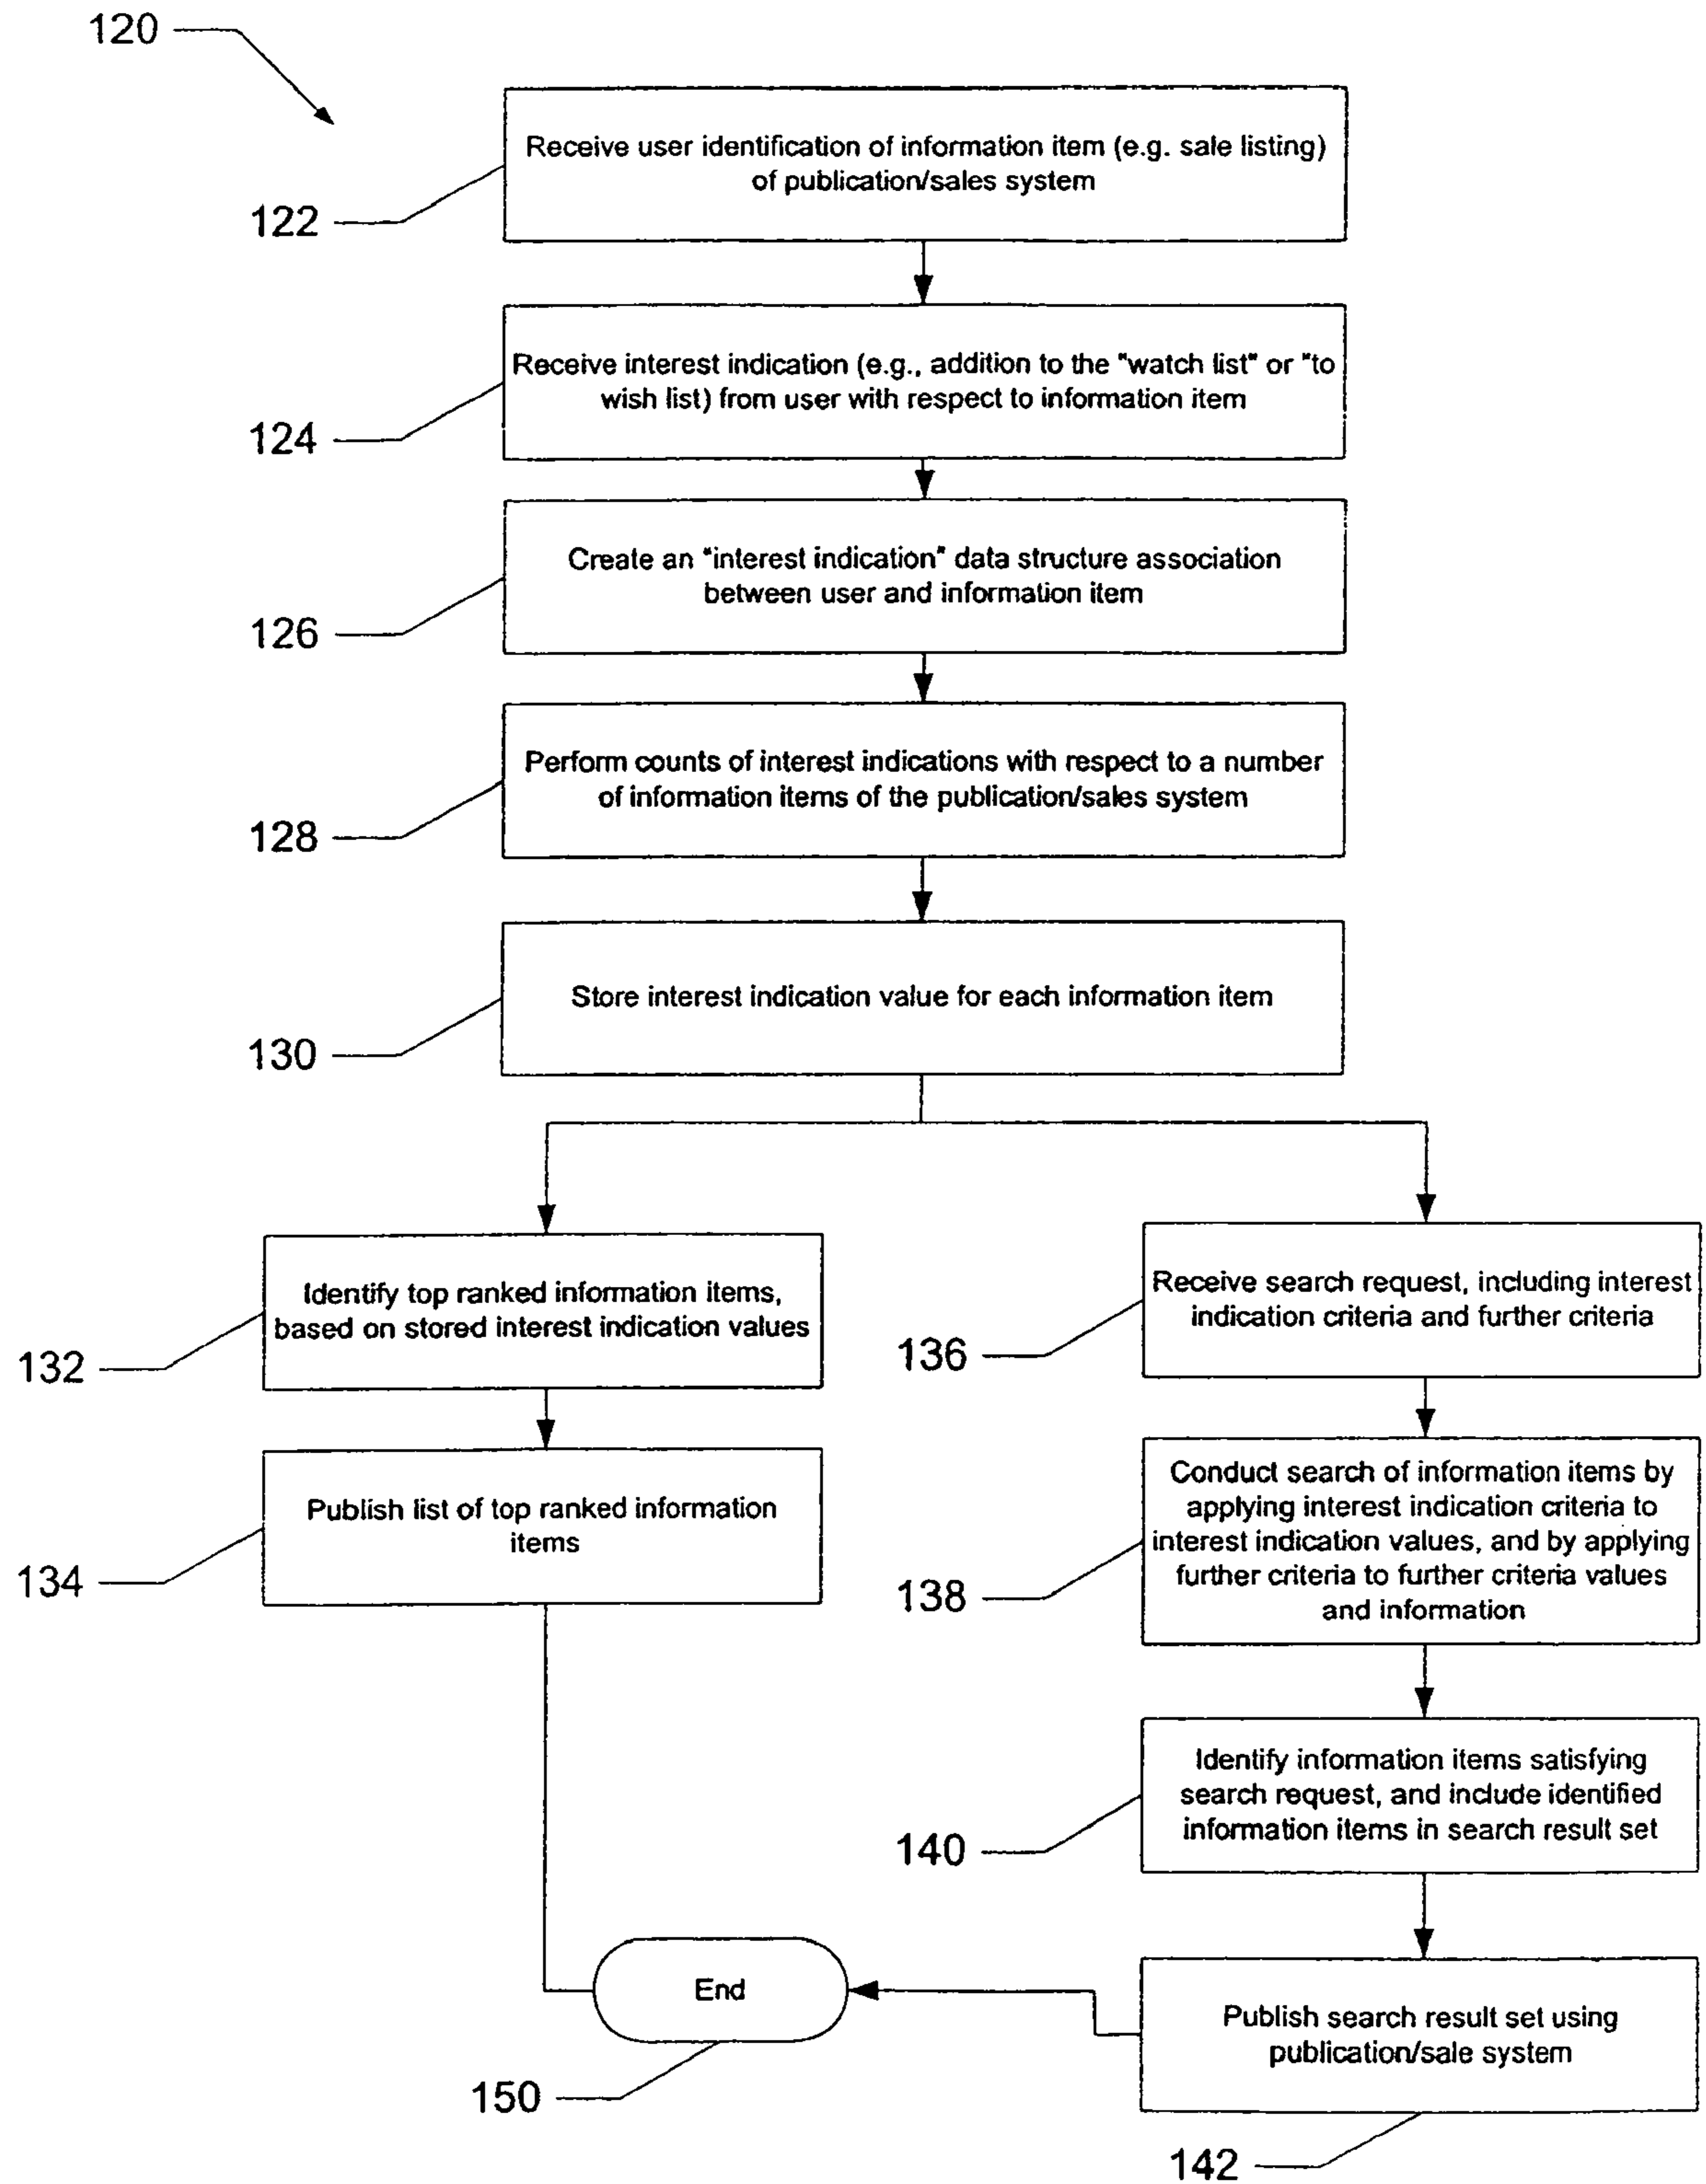 120
Receive user identification of information item (e.g. sale listing)
of publication/sales system
122
Receive interest indication (e.g., addition to the "watch list" or "to
wish list) from user with respect to information item
124
Create an "interest indication" data structure association
between user and information item
126
Perform counts of interest indications with respect to a number
of information items of the publication/sales system
128
Store interest indication value for each information item
130
Identify top ranked information items,
based on stored interest indication values
132
Publish list of top ranked information
items
134
Receive search request, including interest
indication criteria and further criteria
136
Conduct search of information items by
applying interest indication criteria to
interest indication values, and by applying
further criteria to further criteria values
and information
138
Identify information items satisfying
search request, and include identified
information items in search result set
140
Publish search result set using
publication/sale system
142
End
150